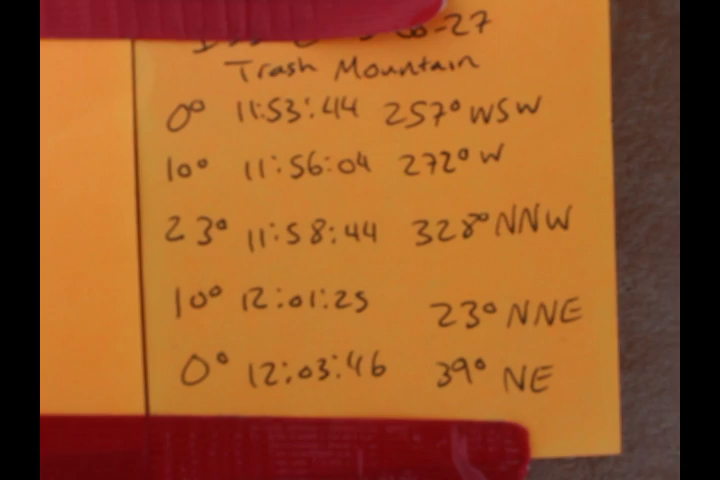 -27
Trash Mountain
0° 11:53:44 257° WSW
10° 11:56:04 272° W
23° 11:58:44 328° NNW
10° 12:01:25 23° NNE
0° 12:03:46 39° NE